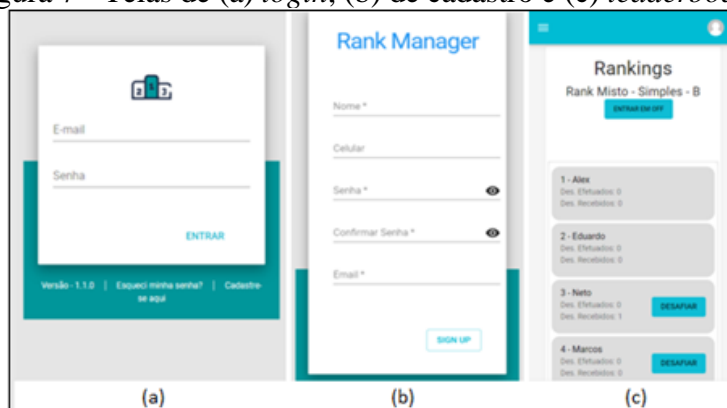 Figura 7 - Telas de (a) login, (b) de cadastro e (c)
2 1 3
E-mail
Senha
ENTRAR
Versão - 1.1.0 | Esqueci minha senha? | Cadastre-
se aqui
(a)
Rank Manager
Nome *
Celular
Senha *
Confirmar Senha *
Email *
SIGN UP
(b)
Rankings
Rank Misto - Simples - B
ENTRAR EM OFF
1 - Alex
Des. Efetuados: 0
Des. Recebidos: 0
2 - Eduardo
Des. Efetuados: 0
Des. Recebidos: 0
3 - Neto
Des. Efetuados: 0
DESAFIAR
Des. Recebidos: 1
4 - Marcos
Des. Efetuados: 0
DESAFIAR
Des. Recebidos: 0
(c)